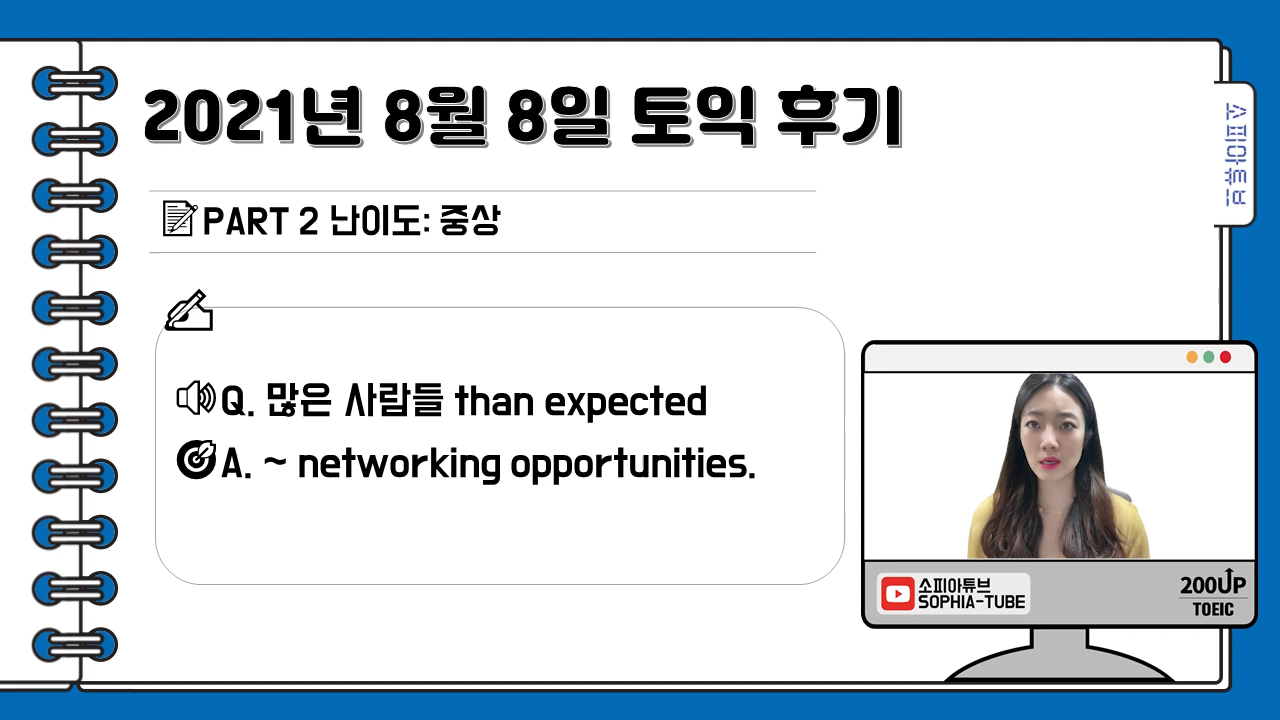 2021년 8월 8일 토익 후기
소피아튜브
PART 2 난이도: 중상
Q. 많은 사람들 than expected
A. ~ networking opportunities.
소피아튜브
SOPHIA-TUBE
200UP
TOEIC